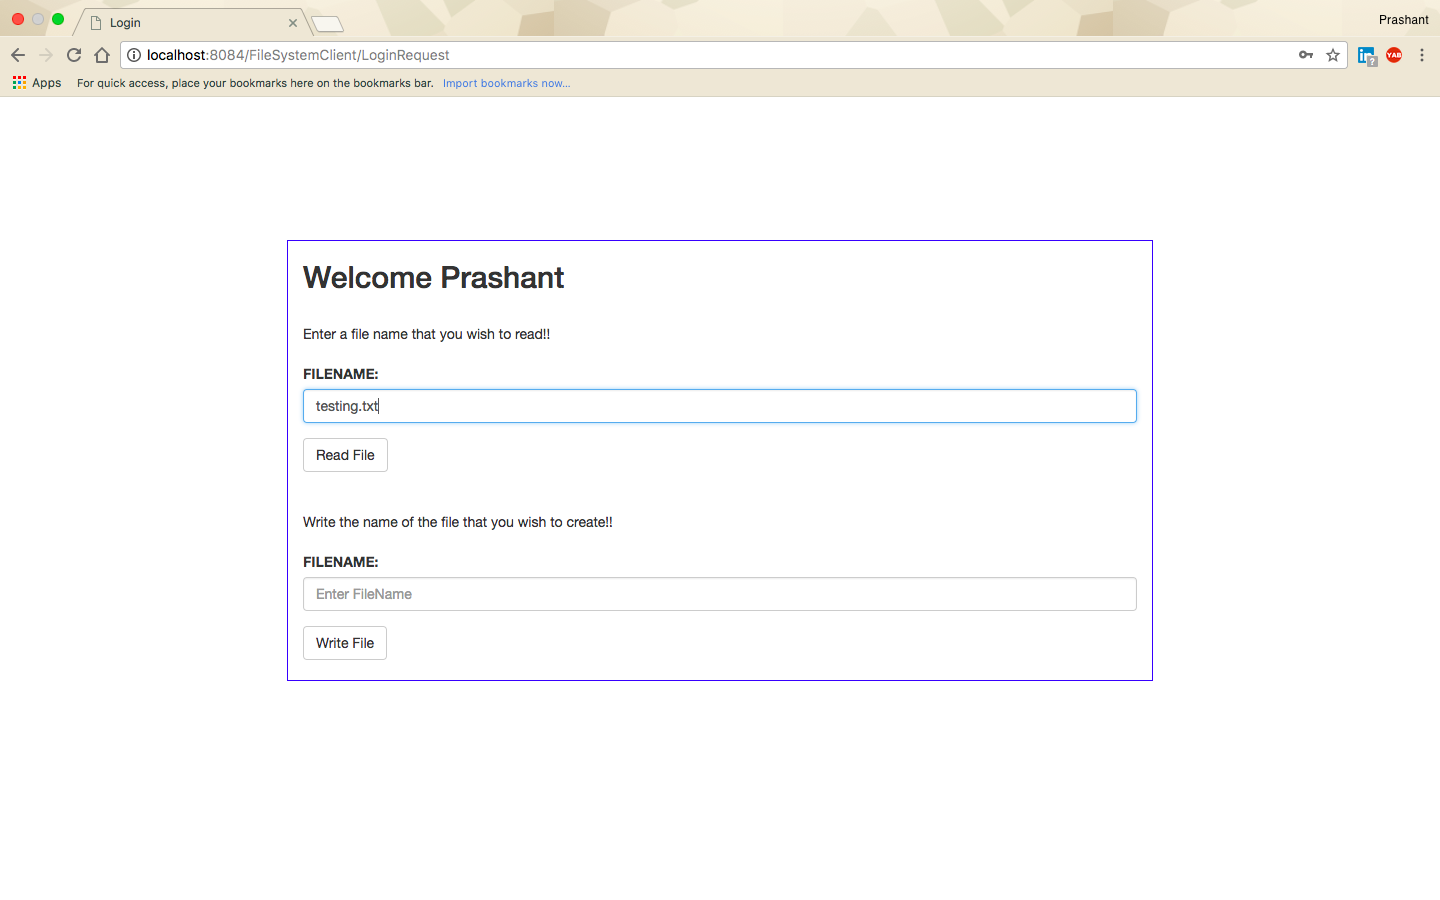 Login
Prashant
localhost:8084/FileSystemClient/LoginRequest
in ?
YAB
Apps For quick access, place your bookmarks here on the bookmarks bar. Import bookmarks now...
Welcome Prashant
Enter a file name that you wish to read!!
FILENAME:
testing.txt
Read File
Write the name of the file that you wish to create!!
FILENAME:
Enter FileName
Write File